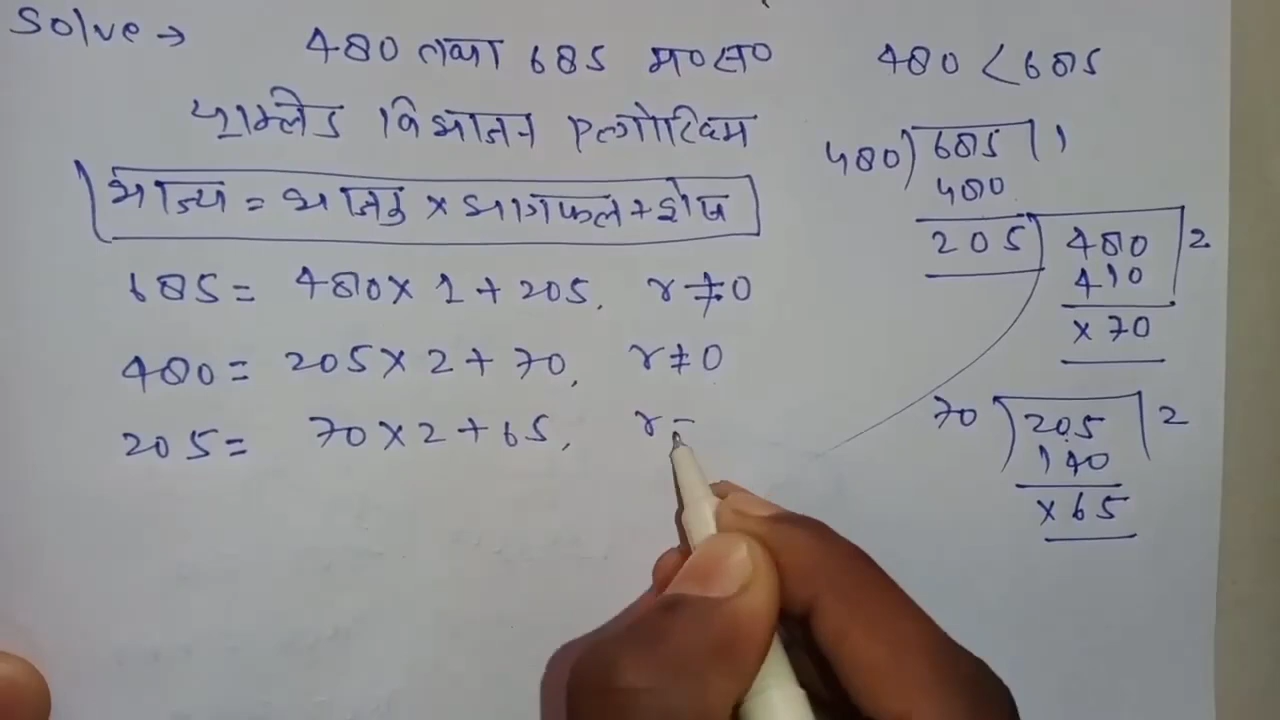 Solve → 480 तथा 685 म०स०
480 < 685
युक्लिड विभाजन एल्गोरिथ्म
भाज्य = भाजक × भागफल + शेष
685 = 480 × 1 + 205, r ≠ 0
480 = 205 × 2 + 70, r ≠ 0
205 = 70 × 2 + 65, r =
480 ) 685 ( 1
480
205 ) 480 ( 2
410
× 70
70 ) 205 ( 2
140
× 65